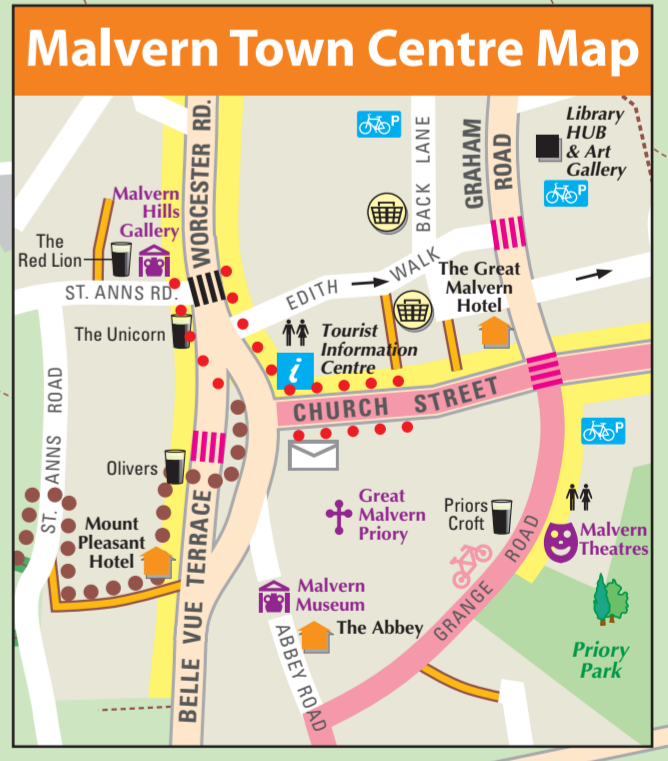 Malvern Town Centre Map
WORCESTER RD.
P
BACK LANE
GRAHAM
ROAD
Library
HUB
& Art
Gallery
P
Malvern
Hills
Gallery
The
Red Lion
ST. ANNS RD.
EDITH
WALK
The Great
Malvern
Hotel
The Unicorn
Tourist
Information
Centre
i
CHURCH STREET
ST. ANNS ROAD
P
Olivers
Great
Malvern
Priory
Priors
Croft
Mount
Pleasant
Hotel
Malvern
Theatres
BELLE VUE TERRACE
GRANGE ROAD
Malvern
Museum
The Abbey
ABBEY ROAD
Priory
Park